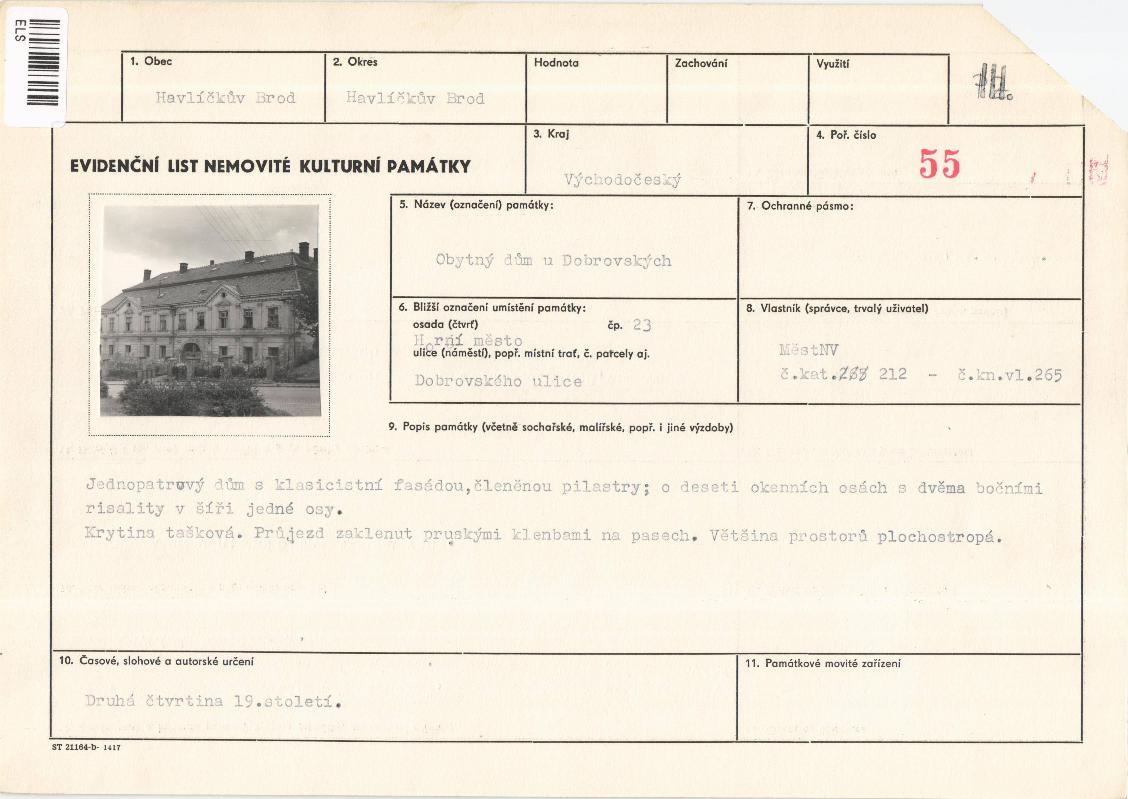 ELS
1. Obec
2. Okres
Hodnota
Zachování
Využití
Havlíčkův Brod
Havlíčkův Brod
III.
3. Kraj
4. Poř. číslo
EVIDENČNÍ LIST NEMOVITÉ KULTURNÍ PAMÁTKY
Východočeský
55
5. Název (označení) památky:
7. Ochranné pásmo:
Obytný dům u Dobrovských
6. Bližší označení umístění památky:
8. Vlastník (správce, trvalý uživatel)
osada (čtvrť)
čp. 23
Horní město
ulice (náměstí), popř. místní trať, č. parcely aj.
MěstNV
Dobrovského ulice
č.kat. 212 - č.kn.vl.265
9. Popis památky (včetně sochařské, malířské, popř. i jiné výzdoby)
Jednopatrový dům s klasicistní fasádou,členěnou pilastry; o deseti okenních osách s dvěma bočními
risality v šíři jedné osy.
Krytina tašková. Průjezd zaklenut pruskými klenbami na pasech. Většina prostorů plochostropá.
10. Časové, slohové a autorské určení
11. Památkové movité zařízení
Druhá čtvrtina 19.století.
ST 21164-b- 1417